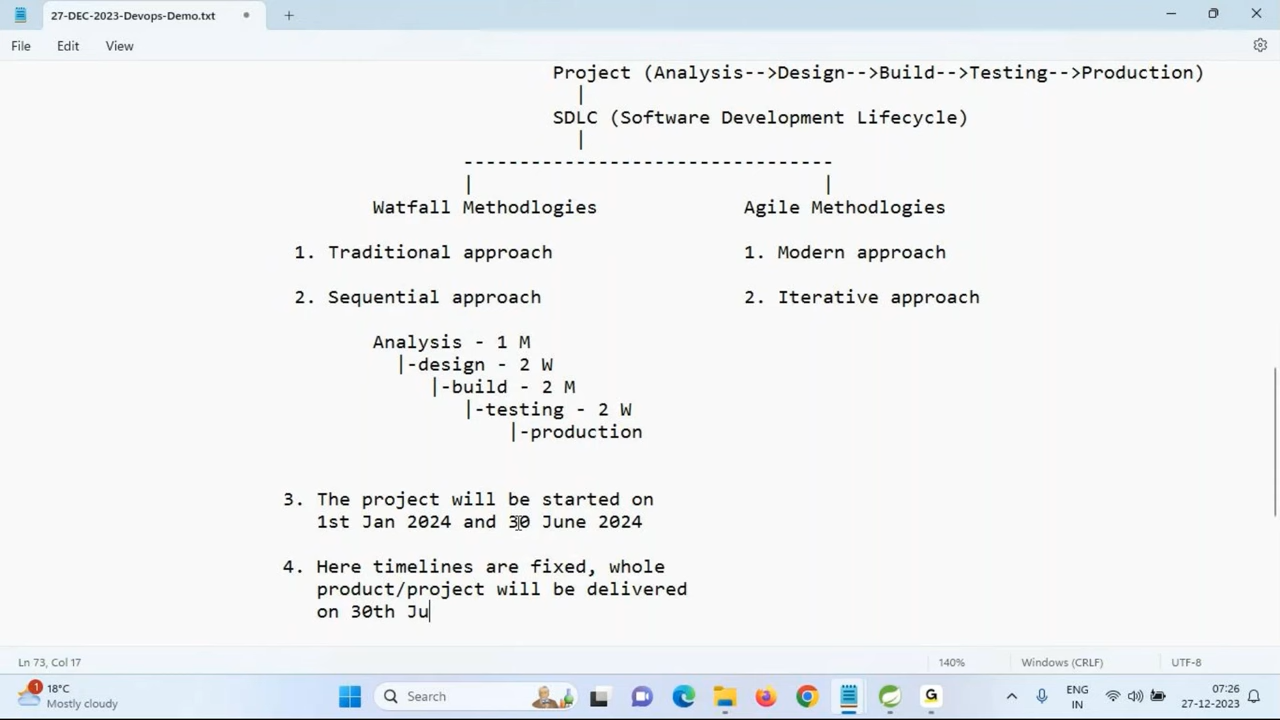 27-DEC-2023-Devops-Demo.txt
File Edit View
Project (Analysis-->Design-->Build-->Testing-->Production)
|
SDLC (Software Development Lifecycle)
|
---------------------------------
| |
Watfall Methodlogies Agile Methodlogies
1. Traditional approach 1. Modern approach
2. Sequential approach 2. Iterative approach
Analysis - 1 M
|-design - 2 W
|-build - 2 M
|-testing - 2 W
|-production
3. The project will be started on
1st Jan 2024 and 30 June 2024
4. Here timelines are fixed, whole
product/project will be delivered
on 30th Ju
Ln 73, Col 17 140% Windows (CRLF) UTF-8
1 18°C Mostly cloudy Search G ENG IN 07:26 27-12-2023